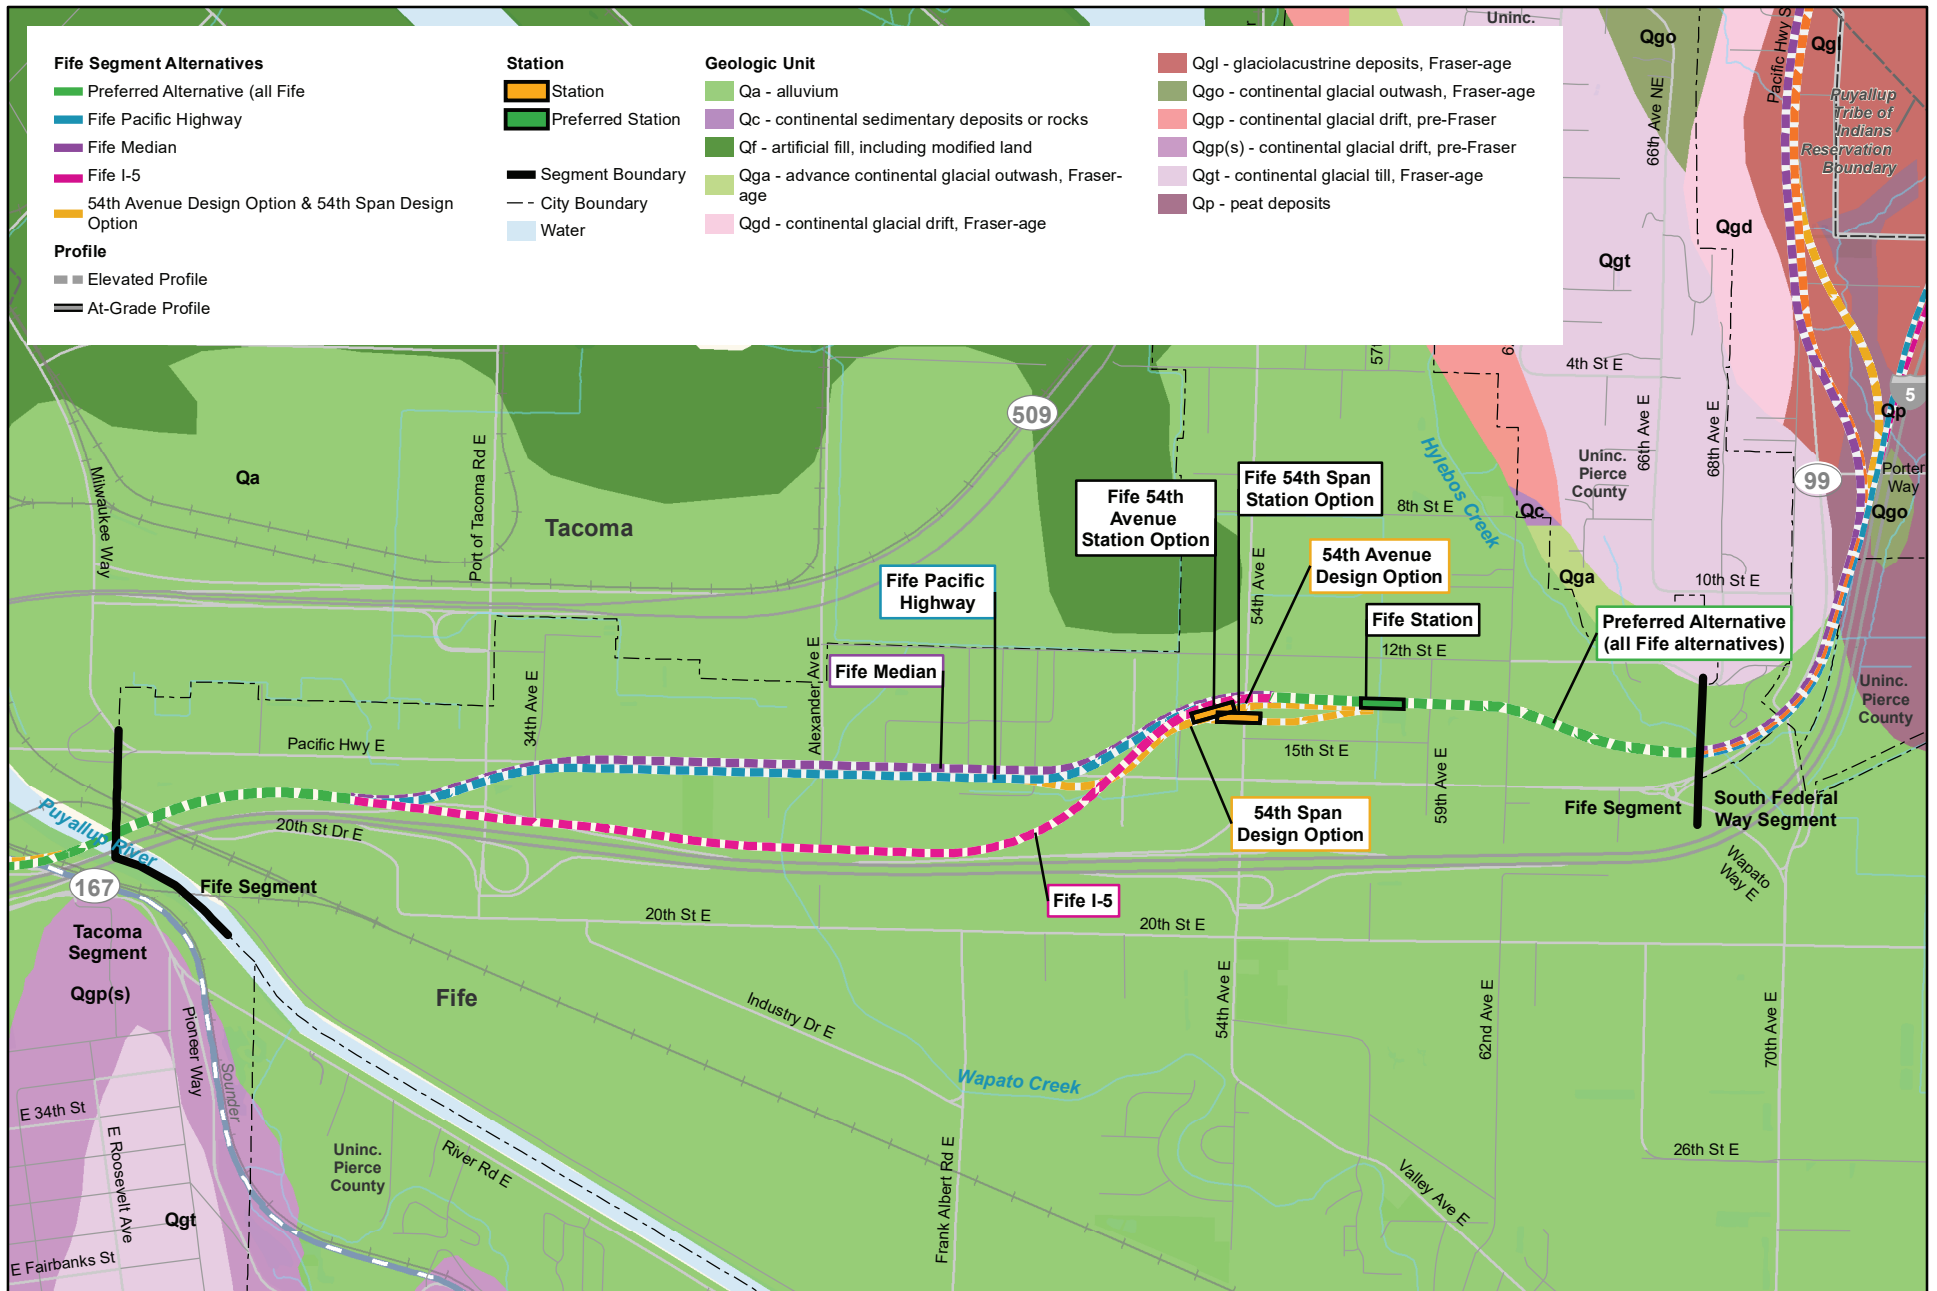 Fife Segment Alternatives
Preferred Alternative (all Fife
Fife Pacific Highway
Fife Median
Fife I-5
54th Avenue Design Option & 54th Span Design
Option
Profile
Elevated Profile
At-Grade Profile
Station
Station
Preferred Station
Segment Boundary
City Boundary
Water
Geologic Unit
Qa - alluvium
Qc - continental sedimentary deposits or rocks
Qf - artificial fill, including modified land
Qga - advance continental glacial outwash, Fraser-
age
Qgd - continental glacial drift, Fraser-age
Qgl - glaciolacustrine deposits, Fraser-age
Qgo - continental glacial outwash, Fraser-age
Qgp - continental glacial drift, pre-Fraser
Qgp(s) - continental glacial drift, pre-Fraser
Qgt - continental glacial till, Fraser-age
Qp - peat deposits
Uninc.
Qgo
Pacific Hwy S
Qgl
66th Ave NE
Puyallup
Tribe of
Indians
Reservation
Boundary
Qgd
Qgt
4th St E
5
Qp
509
66th Ave E
68th Ave E
Uninc.
Pierce
County
99
Porter
Way
Qgo
Milwaukee Way
Qa
Port of Tacoma Rd E
Tacoma
Hylebos Creek
Fife 54th
Avenue
Station Option
Fife 54th Span
Station Option
8th St E
Qc
54th Ave E
54th Avenue
Design Option
Qga
10th St E
Fife Pacific
Highway
Fife Station
Preferred Alternative
(all Fife alternatives)
12th St E
Fife Median
Alexander Ave E
34th Ave E
Uninc.
Pierce
County
Pacific Hwy E
15th St E
59th Ave E
54th Span
Design Option
Fife Segment
South Federal
Way Segment
Puyallup River
20th St Dr E
Wapato
Way E
167
Fife Segment
Fife I-5
20th St E
20th St E
Tacoma
Segment
Qgp(s)
Fife
Pioneer Way
Sounder
Industry Dr E
54th Ave E
62nd Ave E
70th Ave E
Wapato Creek
E 34th St
E Roosevelt Ave
Uninc.
Pierce
County
River Rd E
Frank Albert Rd E
Valley Ave E
26th St E
Qgt
E Fairbanks St